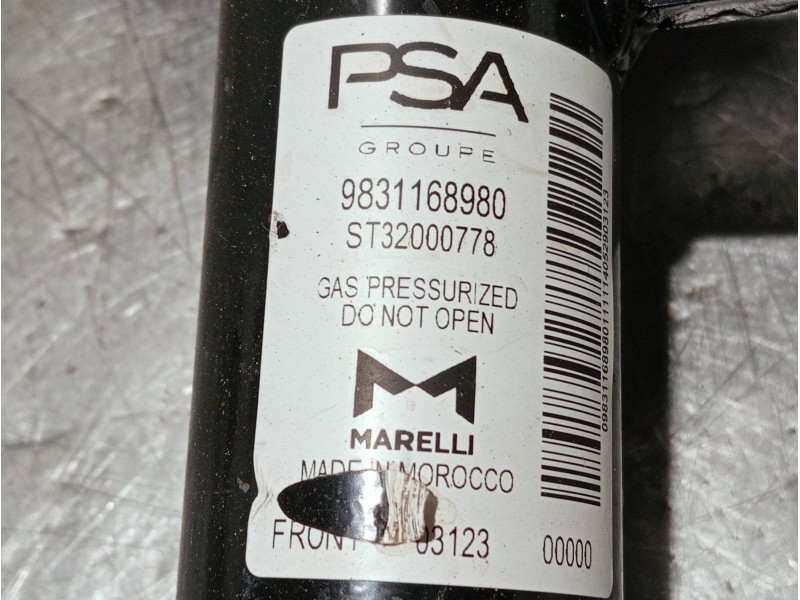 PSA
GROUPE
9831168980
ST32000778
GAS PRESSURIZED
DO NOT OPEN
MARELLI
MADE IN MOROCCO
FRONT 03123
00000